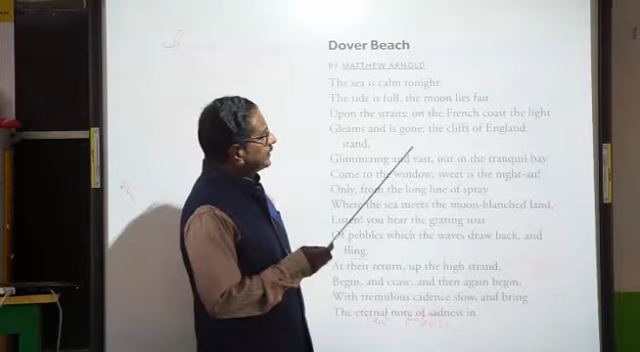 Dover Beach
BY MATTHEW ARNOLD
The sea is calm tonight.
The tide is full, the moon lies fair
Upon the straits; on the French coast the light
Gleams and is gone; the cliffs of England
stand,
Glimmering and vast, out in the tranquil bay
Come to the window, sweet is the night-air!
Only, from the long line of spray
Where the sea meets the moon-blanched land,
Listen! you hear the grating roar
Of pebbles which the waves draw back, and
fling,
At their return, up the high strand,
Begin, and cease, and then again begin,
With tremulous cadence slow, and bring
The eternal note of sadness in.